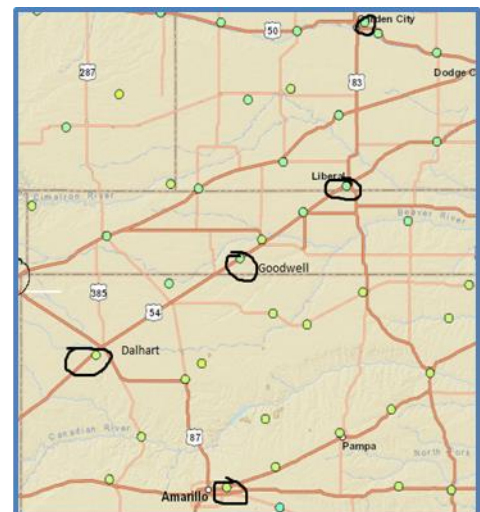 Garden City
50
287
83
Dodge C
Liberal
Cimarron River
Beaver River
Goodwell
385
54
Dalhart
Canadian River
87
Pampa
North Fork
Amarillo